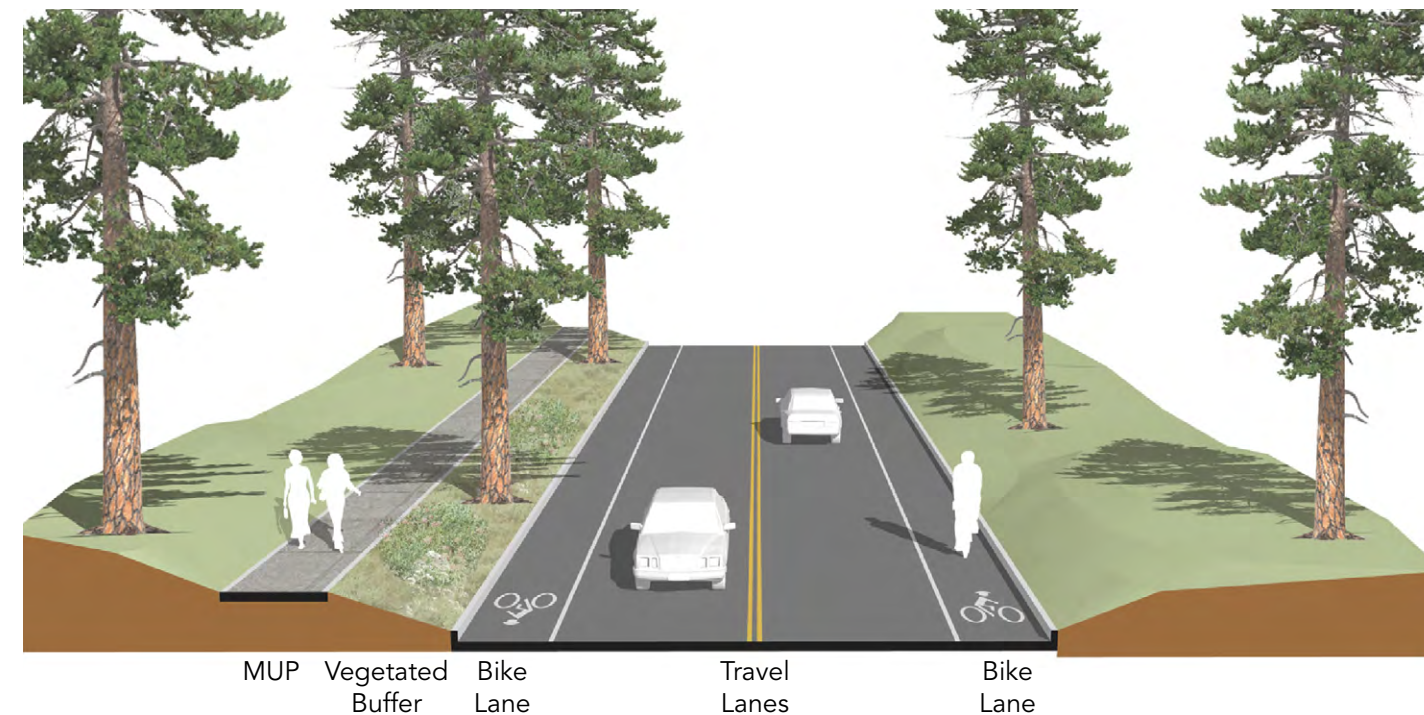 MUP
Vegetated
Buffer
Bike
Lane
Travel
Lanes
Bike
Lane